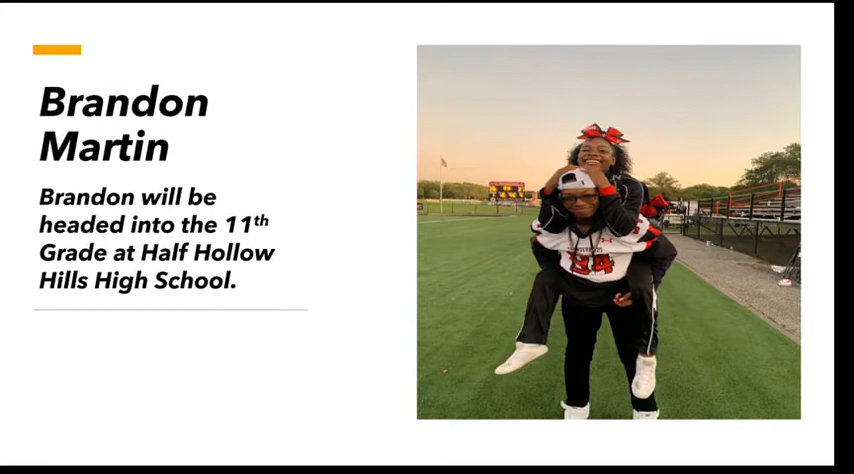 Brandon
Martin
Brandon will be
headed into the 11th
Grade at Half Hollow
Hills High School.